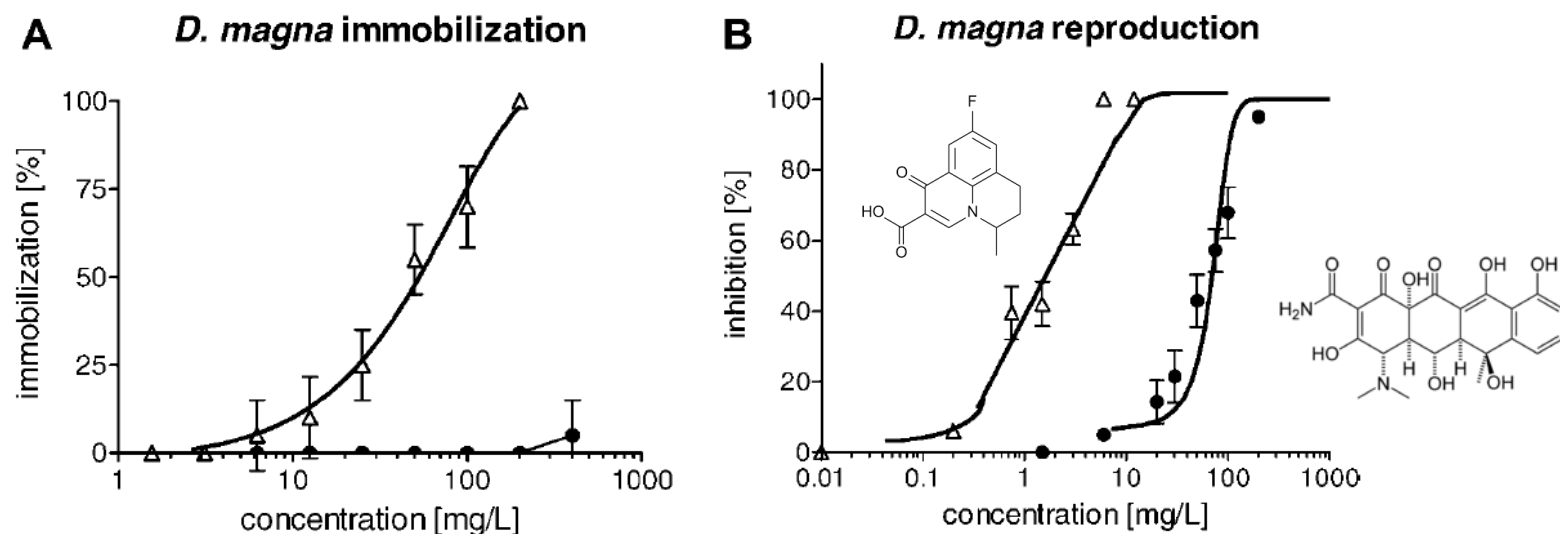 A
D. magna immobilization
immobilization [%]
100
75
50
25
0
1
10
100
1000
concentration [mg/L]
B
D. magna reproduction
inhibition [%]
100
80
60
40
20
0
0.01
0.1
1
10
100
1000
concentration [mg/L]
F
O
HO
O
N
O
O
OH
O
OH
OH
H2N
HO
H
H
N
OH
OH